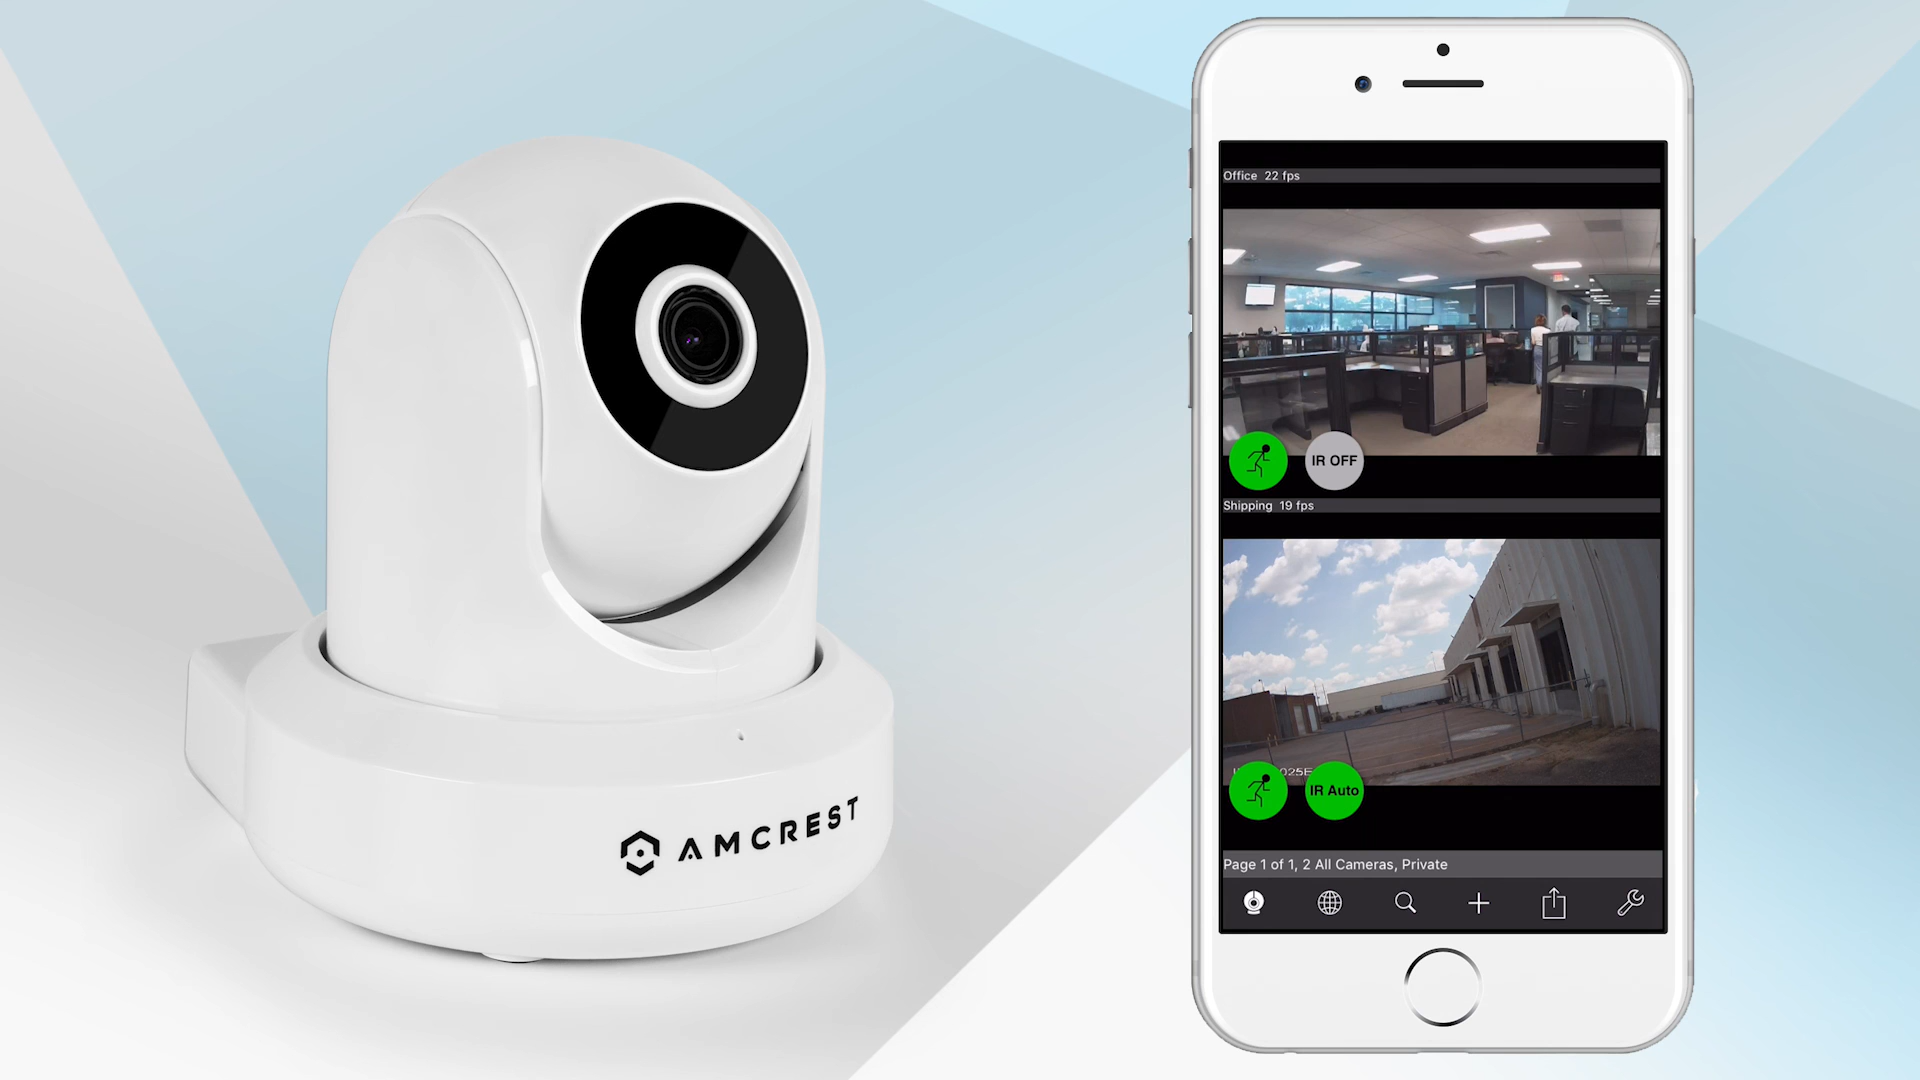 AMCREST
Office 22 fps
IR OFF
Shipping 19 fps
IR Auto
Page 1 of 1, 2 All Cameras, Private